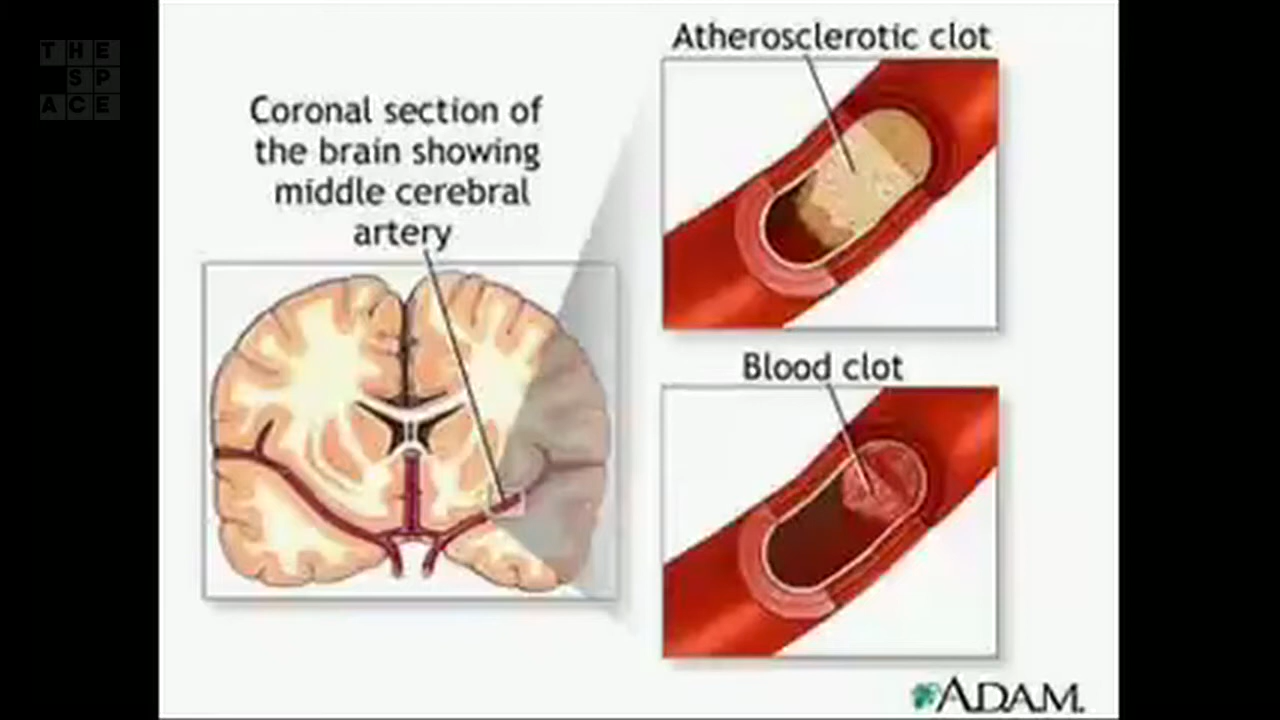 THE
SP
ACE
Coronal section of
the brain showing
middle cerebral
artery
Atherosclerotic clot
Blood clot
A.D.A.M.